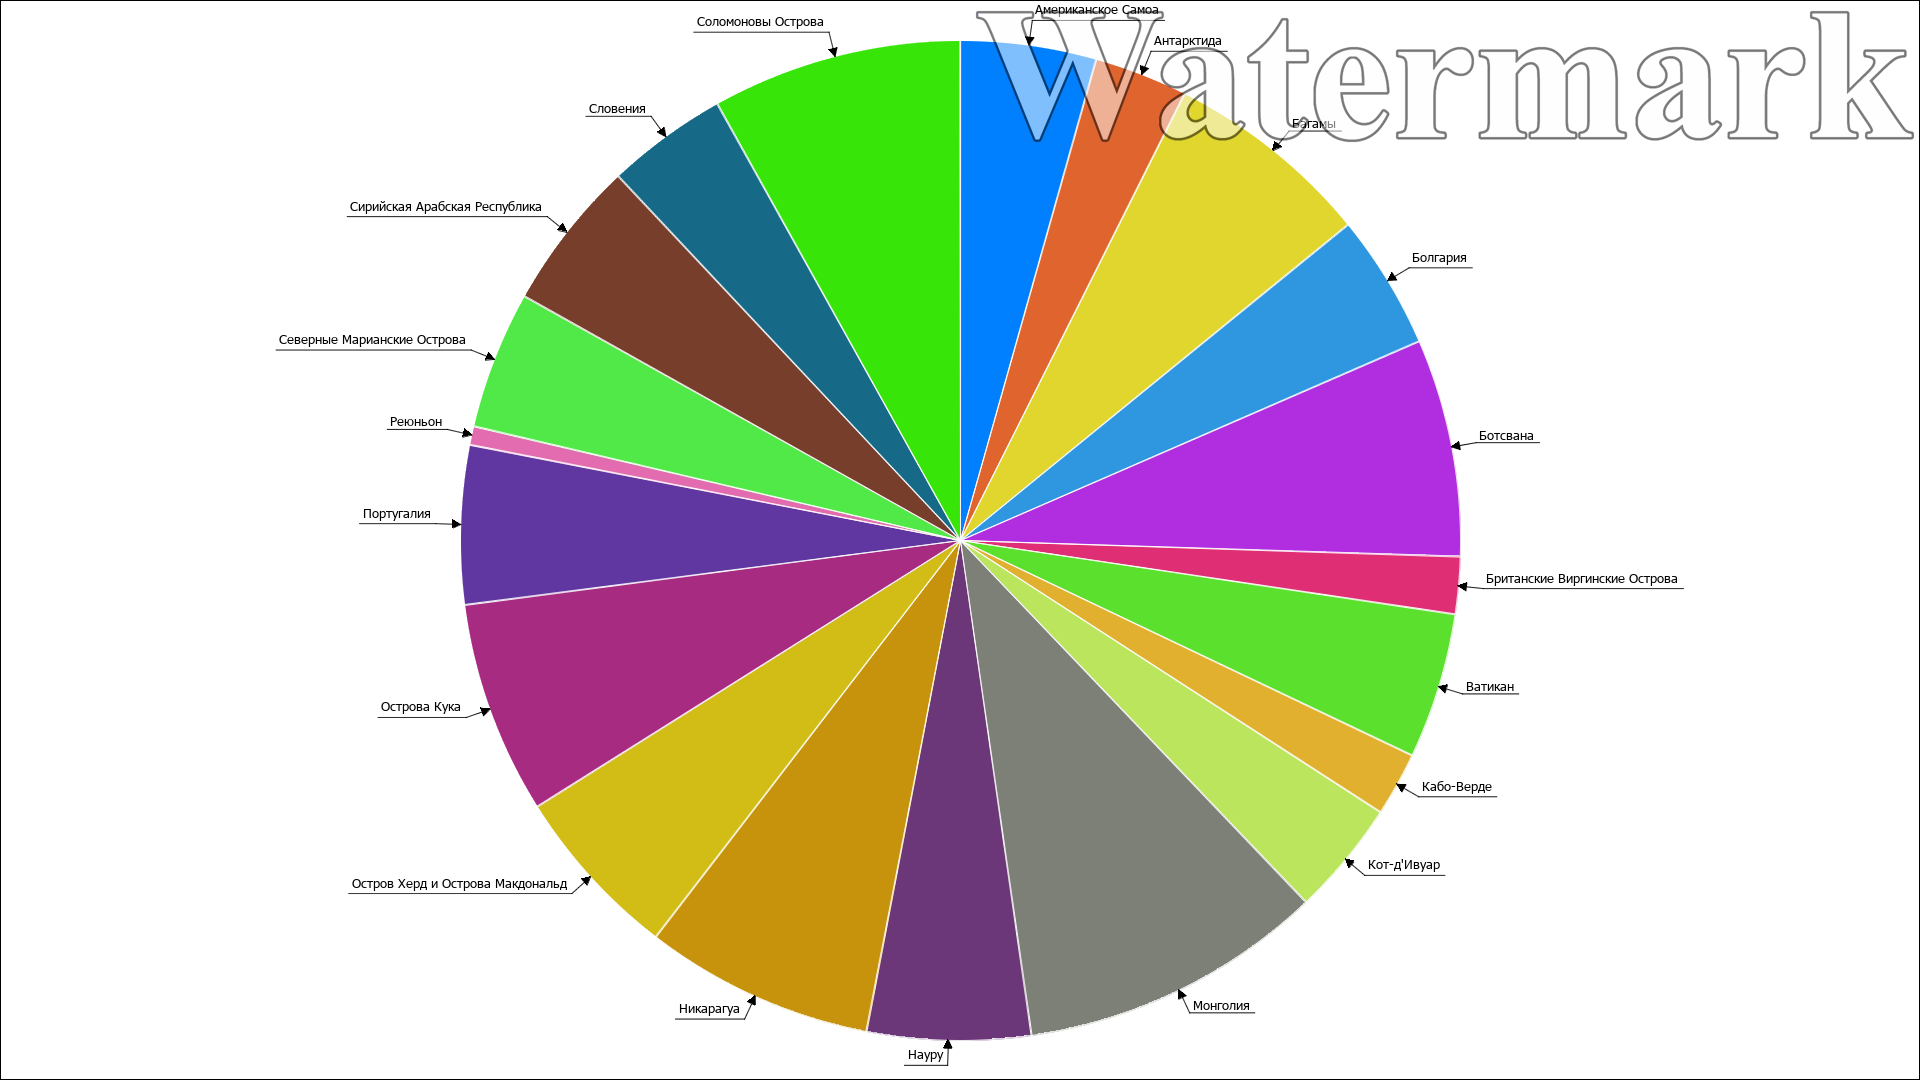 Американское Самоа
Соломоновы Острова
Watermark
Антарктида
Словения
Багамы
Сирийская Арабская Республика
Болгария
Северные Марианские Острова
Реюньон
Ботсвана
Португалия
Британские Виргинские Острова
Ватикан
Острова Кука
Кабо-Верде
Кот-д'Ивуар
Остров Херд и Острова Макдональд
Монголия
Никарагуа
Науру